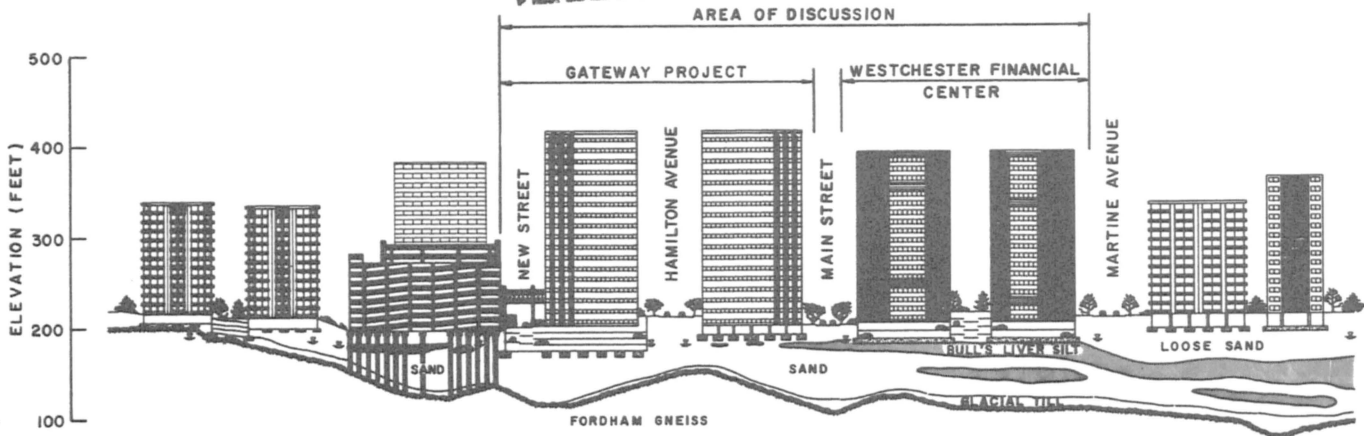 AREA OF DISCUSSION
GATEWAY PROJECT
WESTCHESTER FINANCIAL
CENTER
ELEVATION (FEET)
500
400
300
200
100
NEW STREET
HAMILTON AVENUE
MAIN STREET
MARTINE AVENUE
SAND
SAND
BULL'S LIVER SILT
LOOSE SAND
GLACIAL TILL
FORDHAM GNEISS